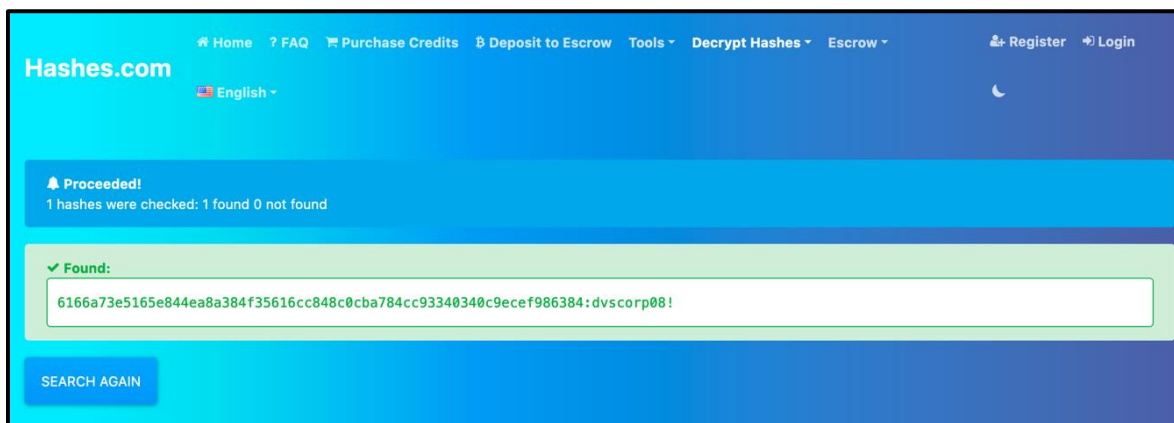 Hashes.com
Home ? FAQ Purchase Credits Deposit to Escrow Tools Decrypt Hashes Escrow Register Login
English
Proceeded!
1 hashes were checked: 1 found 0 not found
Found:
6166a73e5165e844ea8a384f35616cc848c0cba784cc93340340c9ecef986384:dvscorp08!
SEARCH AGAIN